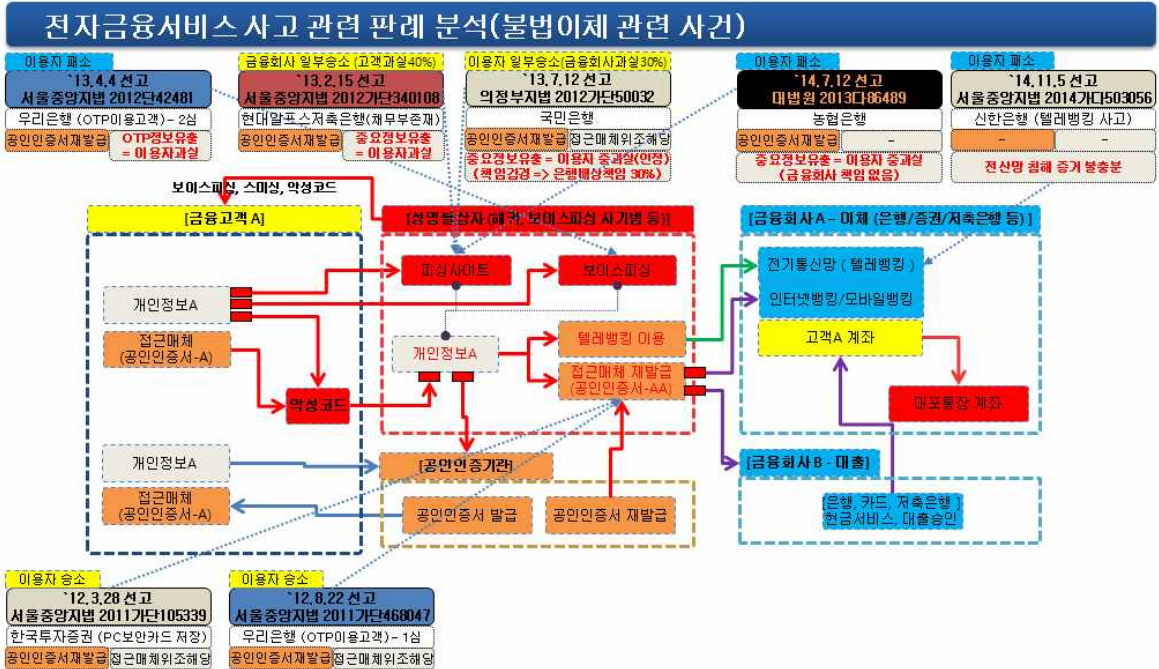 전자금융서비스 사고 관련 판례 분석(불법이체 관련 사건)
이용자 패소
`13.4.4 선고
서울중앙지법 2012단42481
우리은행 (OTP이용고객) - 2심
공인인증서재발급
OTP정보유출
= 이용자과실
금융회사 일부승소 (고객과실40%)
`13.2.15 선고
서울중앙지법 2012가단340108
현대알프스저축은행(채무부존재)
공인인증서재발급
중요정보유출
= 이용자과실
이용자 일부승소(금융회사과실30%)
`13.7.12 선고
의정부지법 2012가단50032
국민은행
공인인증서재발급
접근매체위조해당
중요정보유출 = 이용자 중과실(인정)
(책임감경 => 은행배상책임 30%)
이용자 패소
`14.7.12 선고
대법원 2013다86489
농협은행
공인인증서재발급
-
중요정보유출 = 이용자 중과실
(금융회사 책임 없음)
이용자 패소
`14.11.5 선고
서울중앙지법 2014가다503056
신한은행 (텔레뱅킹 사고)
-
-
전산망 침해 증거 불충분
보이스피싱, 스미싱, 악성코드
[금융고객 A]
[성명불상자 (해커, 보이스피싱 사기범 등)]
[금융회사A - 이체 (은행/증권/저축은행 등) ]
피싱사이트
보이스피싱
전기통신망 ( 텔레뱅킹 )
인터넷뱅킹/모바일뱅킹
개인정보A
접근매체
(공인인증서-A)
악성코드
개인정보A
텔레뱅킹 이용
접근매체 재발급
(공인인증서-AA)
고객A 계좌
대포통장 계좌
개인정보A
접근매체
(공인인증서-A)
[공안인증기관]
공인인증서 발급
공인인증서 재발급
[금융회사B - 대출]
[은행, 카드, 저축은행 ]
현금서비스, 대출승인
이용자 승소
`12.3.28 선고
서울중앙지법 2011가단105339
한국투자증권 (PC보안카드 저장)
공인인증서재발급
접근매체위조해당
이용자 승소
`12.8.22 선고
서울중앙지법 2011가단468047
우리은행 (OTP이용고객) - 1심
공인인증서재발급
접근매체위조해당